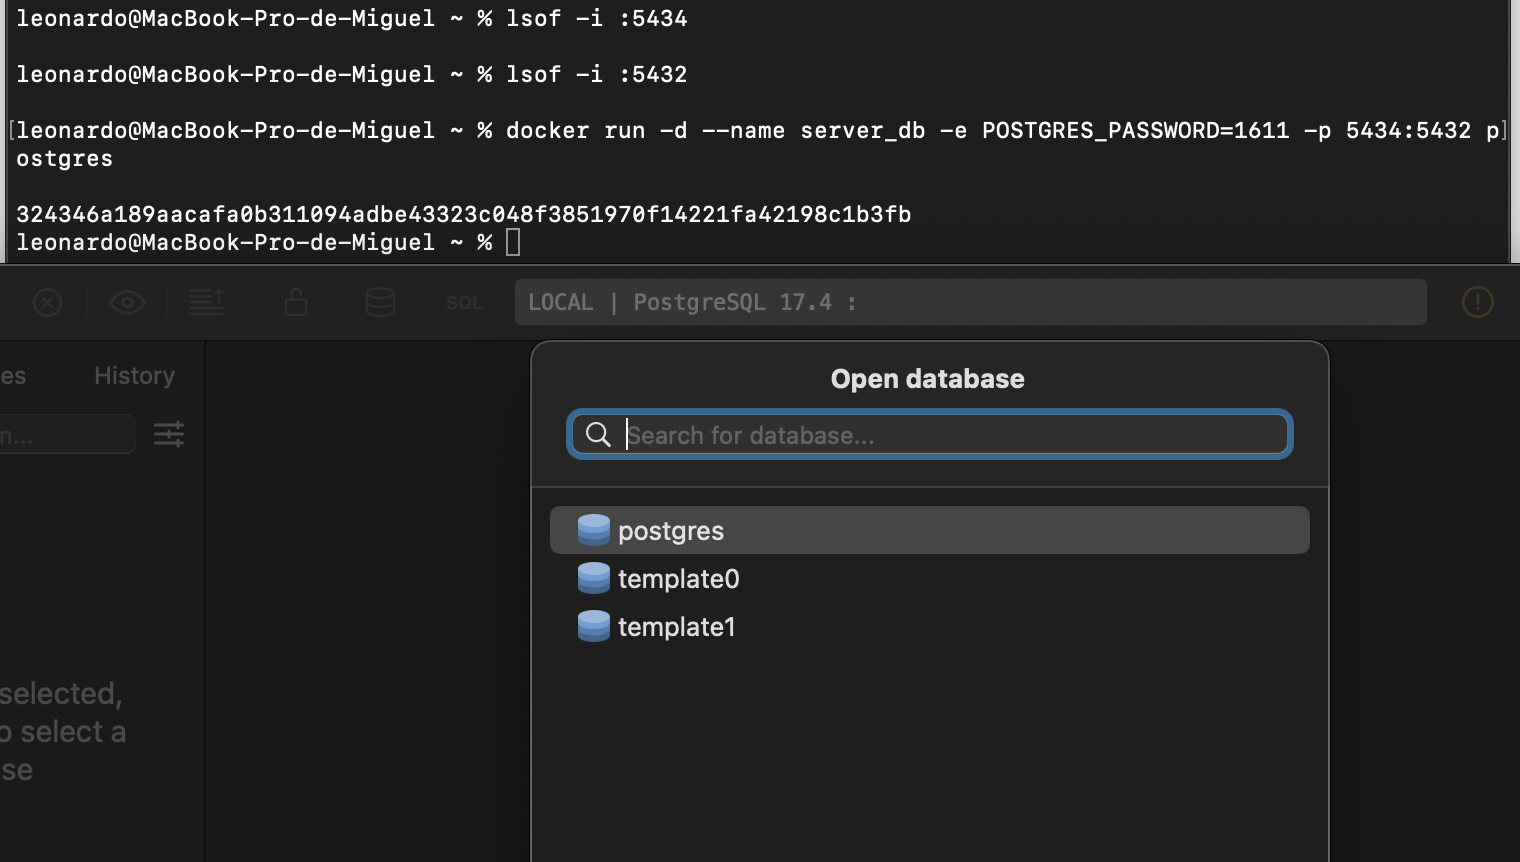 leonardo@MacBook-Pro-de-Miguel ~ % lsof -i :5434
leonardo@MacBook-Pro-de-Miguel ~ % lsof -i :5432
[leonardo@MacBook-Pro-de-Miguel ~ % docker run -d --name server_db -e POSTGRES_PASSWORD=1611 -p 5434:5432 p]
ostgres
324346a189aacafa0b311094adbe43323c048f3851970f14221fa42198c1b3fb
leonardo@MacBook-Pro-de-Miguel ~ %
SQL
LOCAL | PostgreSQL 17.4 :
es
History
m...
Open database
Search for database...
postgres
template0
template1
selected,
o select a
se